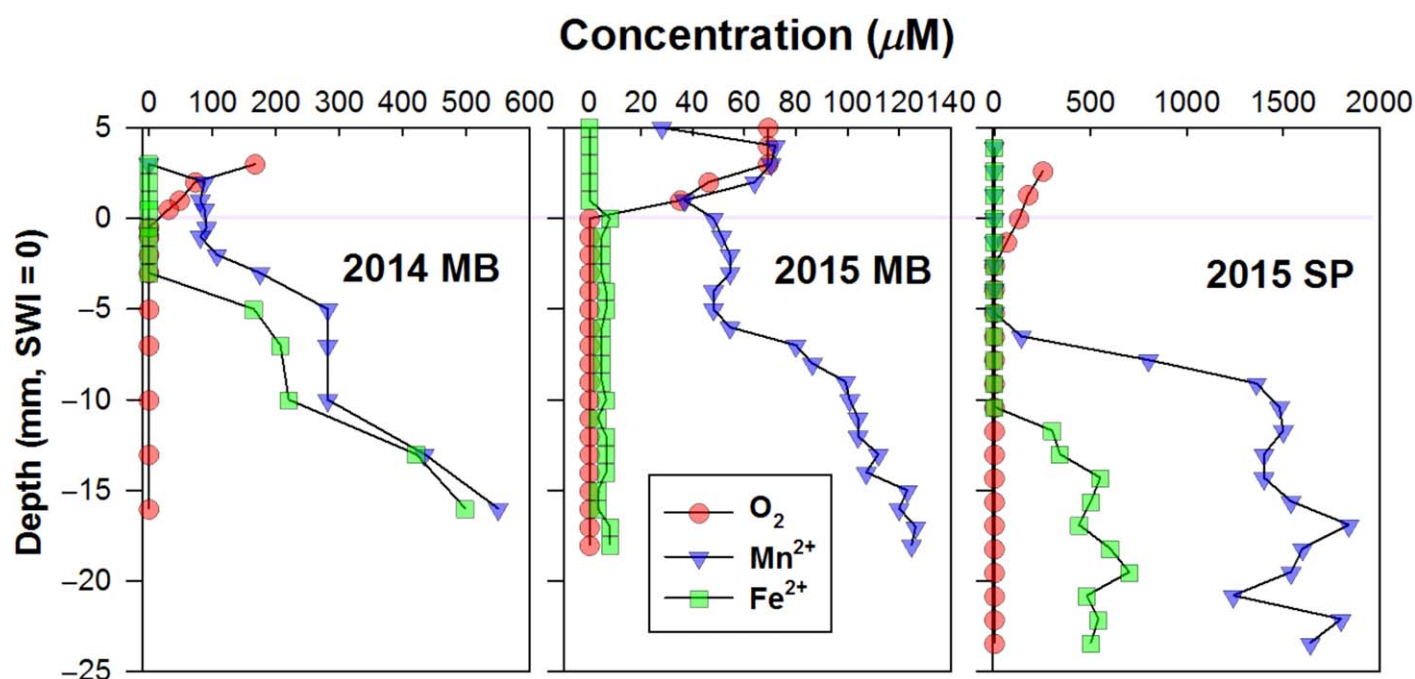 Concentration (μM)
0 100 200 300 400 500 600
0 20 40 60 80 100 120 140
0 500 1000 1500 2000
Depth (mm, SWI = 0)
5
0
−5
−10
−15
−20
−25
2014 MB
2015 MB
2015 SP
O₂
Mn²⁺
Fe²⁺